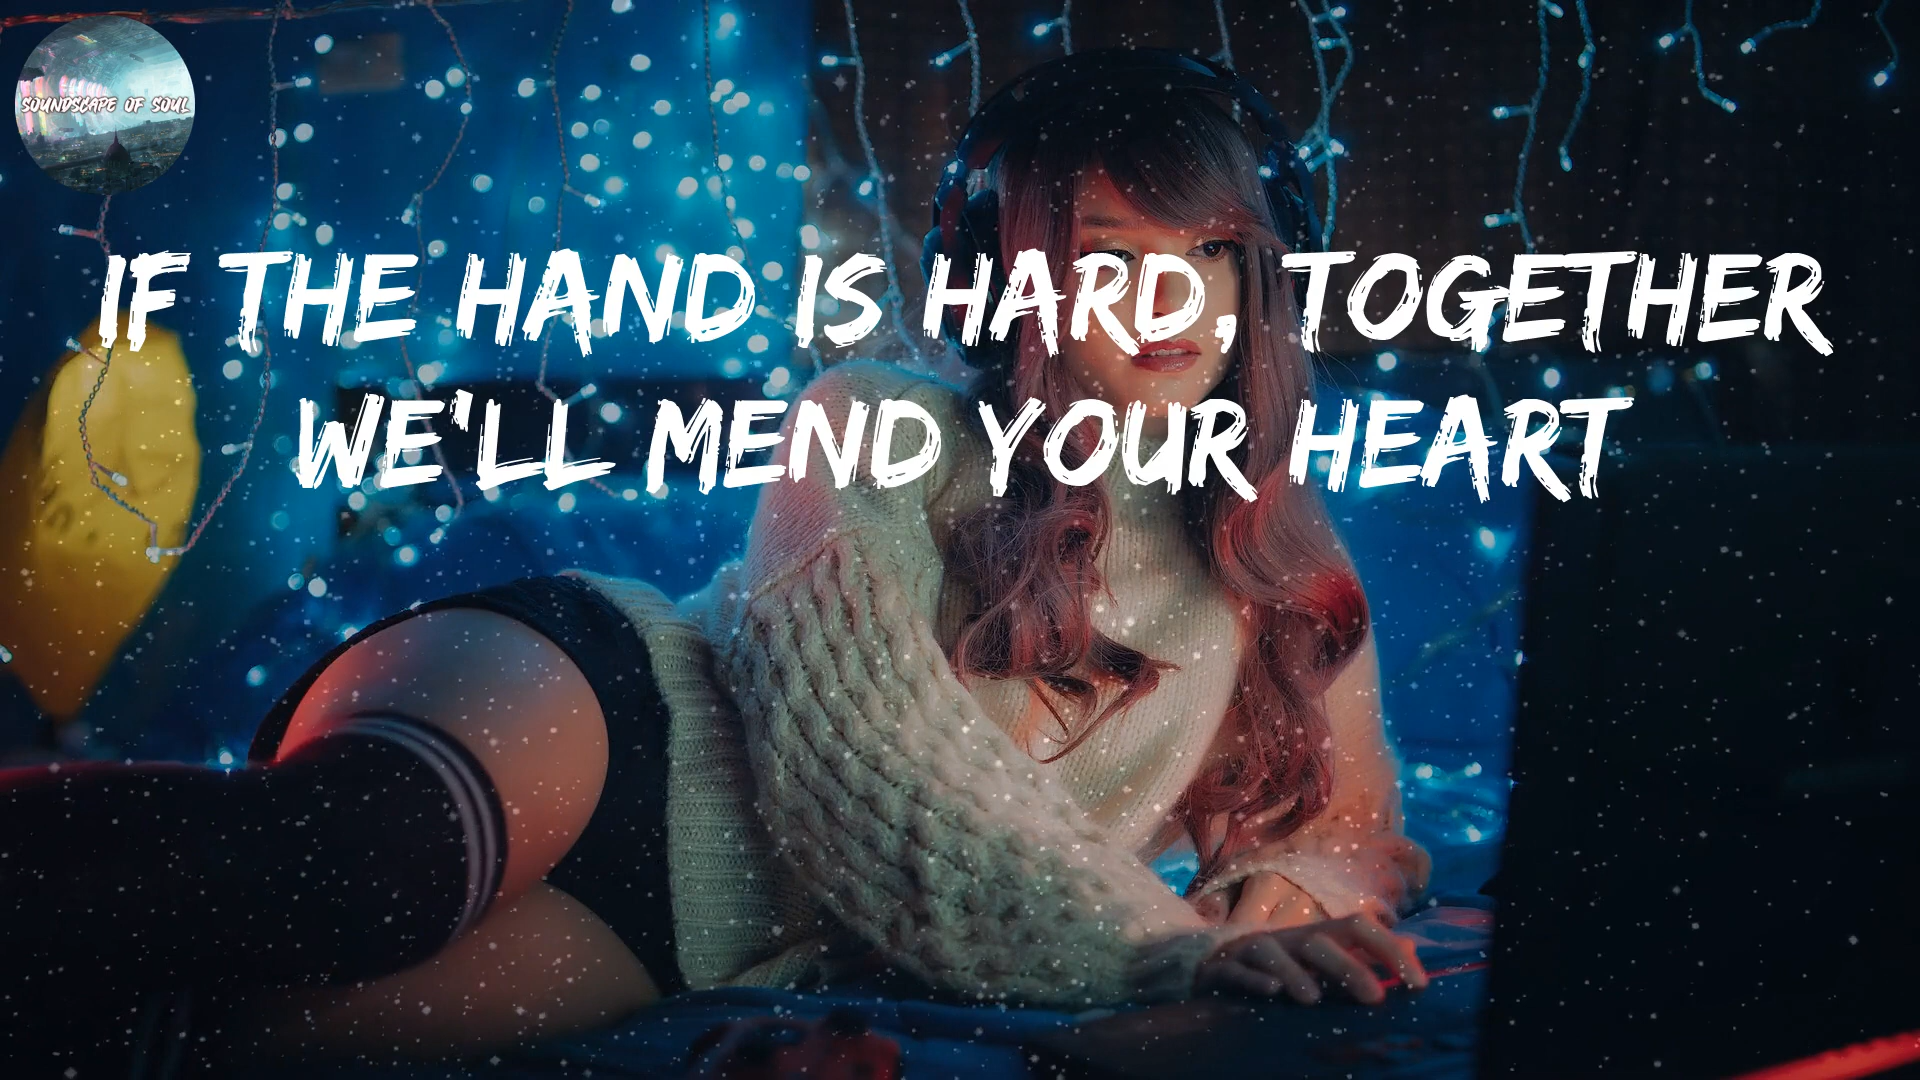 SOUNDSCAPE OF SOUL
IF THE HAND IS HARD, TOGETHER
WE'LL MEND YOUR HEART